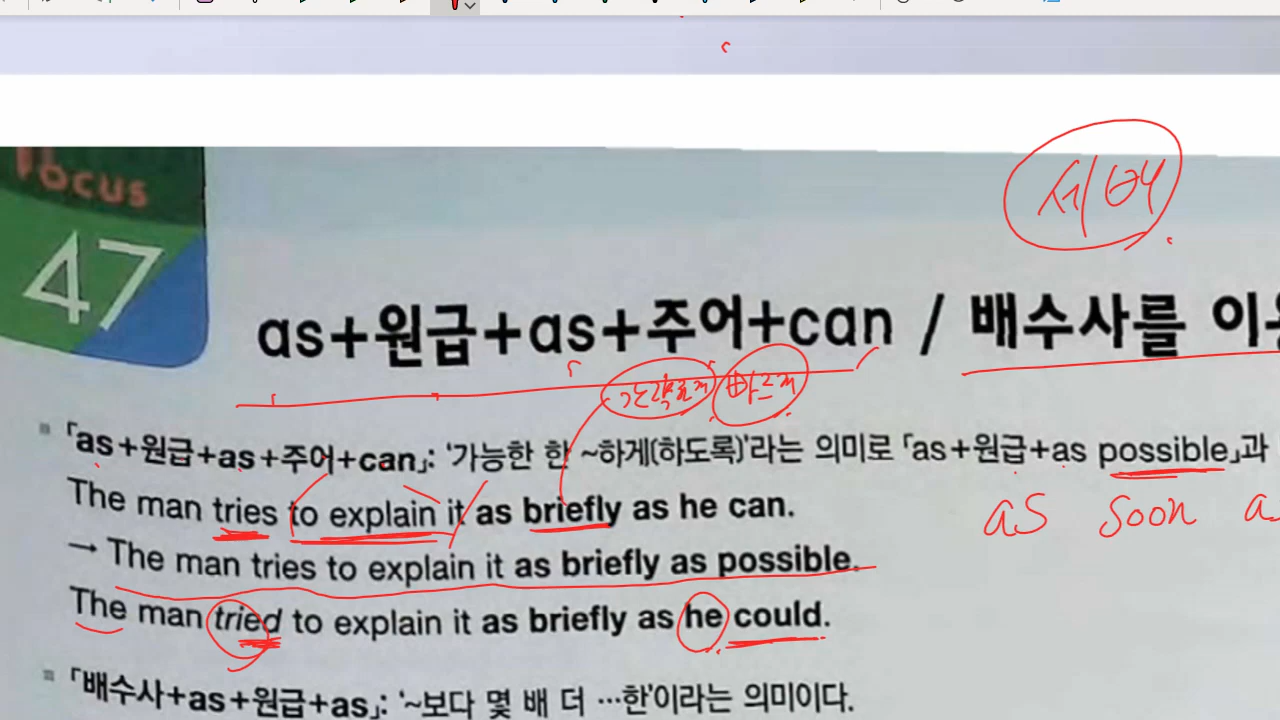 Focus
47
as+원급+as+주어+can / 배수사를 이용
간략하게 빠르게
「as+원급+as+주어+can」: '가능한 한 ~하게(하도록)'라는 의미로 「as+원급+as possible」과
The man tries to explain it as briefly as he can.
as soon as
→ The man tries to explain it as briefly as possible.
The man tried to explain it as briefly as he could.
「배수사+as+원급+as」: '~보다 몇 배 더 …한'이라는 의미이다.